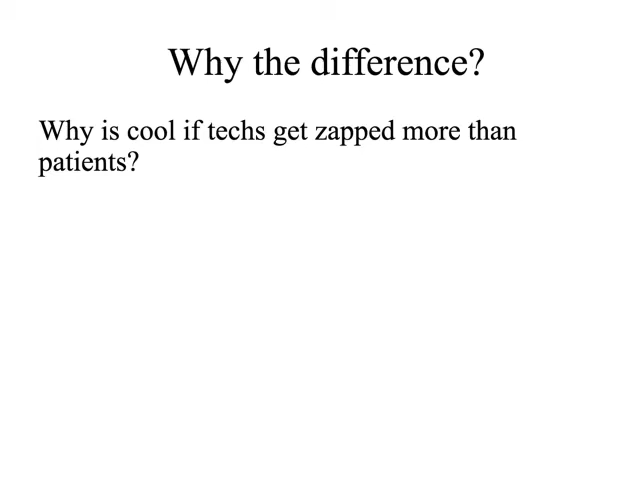 Why the difference?
Why is cool if techs get zapped more than
patients?